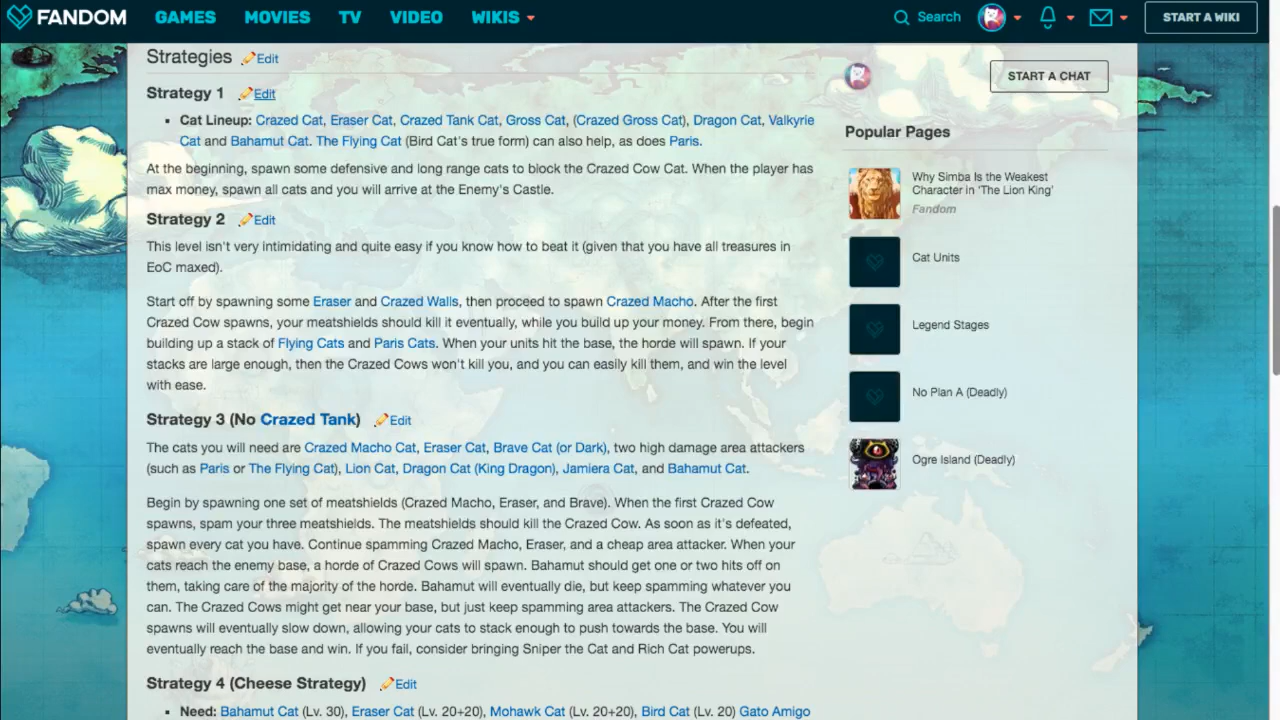 FANDOM GAMES MOVIES TV VIDEO WIKIS Search START A WIKI
Strategies Edit
START A CHAT
Strategy 1 Edit
• Cat Lineup: Crazed Cat, Eraser Cat, Crazed Tank Cat, Gross Cat, (Crazed Gross Cat), Dragon Cat, Valkyrie
Cat and Bahamut Cat. The Flying Cat (Bird Cat's true form) can also help, as does Paris.
At the beginning, spawn some defensive and long range cats to block the Crazed Cow Cat. When the player has
max money, spawn all cats and you will arrive at the Enemy's Castle.
Strategy 2 Edit
This level isn't very intimidating and quite easy if you know how to beat it (given that you have all treasures in
EoC maxed).
Start off by spawning some Eraser and Crazed Walls, then proceed to spawn Crazed Macho. After the first
Crazed Cow spawns, your meatshields should kill it eventually, while you build up your money. From there, begin
building up a stack of Flying Cats and Paris Cats. When your units hit the base, the horde will spawn. If your
stacks are large enough, then the Crazed Cows won't kill you, and you can easily kill them, and win the level
with ease.
Strategy 3 (No Crazed Tank) Edit
The cats you will need are Crazed Macho Cat, Eraser Cat, Brave Cat (or Dark), two high damage area attackers
(such as Paris or The Flying Cat), Lion Cat, Dragon Cat (King Dragon), Jamiera Cat, and Bahamut Cat.
Begin by spawning one set of meatshields (Crazed Macho, Eraser, and Brave). When the first Crazed Cow
spawns, spam your three meatshields. The meatshields should kill the Crazed Cow. As soon as it's defeated,
spawn every cat you have. Continue spamming Crazed Macho, Eraser, and a cheap area attacker. When your
cats reach the enemy base, a horde of Crazed Cows will spawn. Bahamut should get one or two hits off on
them, taking care of the majority of the horde. Bahamut will eventually die, but keep spamming whatever you
can. The Crazed Cows might get near your base, but just keep spamming area attackers. The Crazed Cow
spawns will eventually slow down, allowing your cats to stack enough to push towards the base. You will
eventually reach the base and win. If you fail, consider bringing Sniper the Cat and Rich Cat powerups.
Strategy 4 (Cheese Strategy) Edit
• Need: Bahamut Cat (Lv. 30), Eraser Cat (Lv. 20+20), Mohawk Cat (Lv. 20+20), Bird Cat (Lv. 20) Gato Amigo
Popular Pages
Why Simba Is the Weakest
Character in 'The Lion King'
Fandom
Cat Units
Legend Stages
No Plan A (Deadly)
Ogre Island (Deadly)